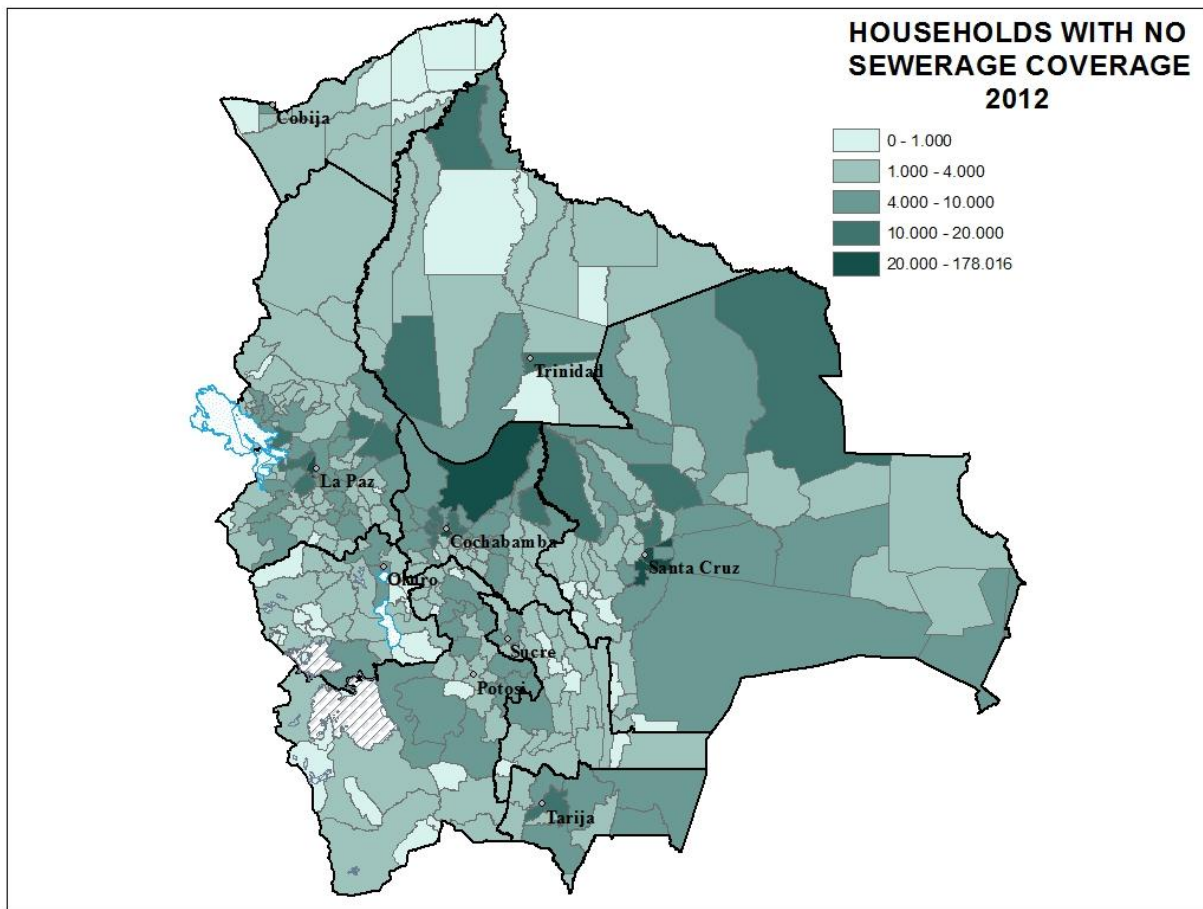 HOUSEHOLDS WITH NO
SEWERAGE COVERAGE
2012
0 - 1.000
1.000 - 4.000
4.000 - 10.000
10.000 - 20.000
20.000 - 178.016
Cobija
Trinidad
La Paz
Cochabamba
Santa Cruz
Oruro
Sucre
Potosi
Tarija